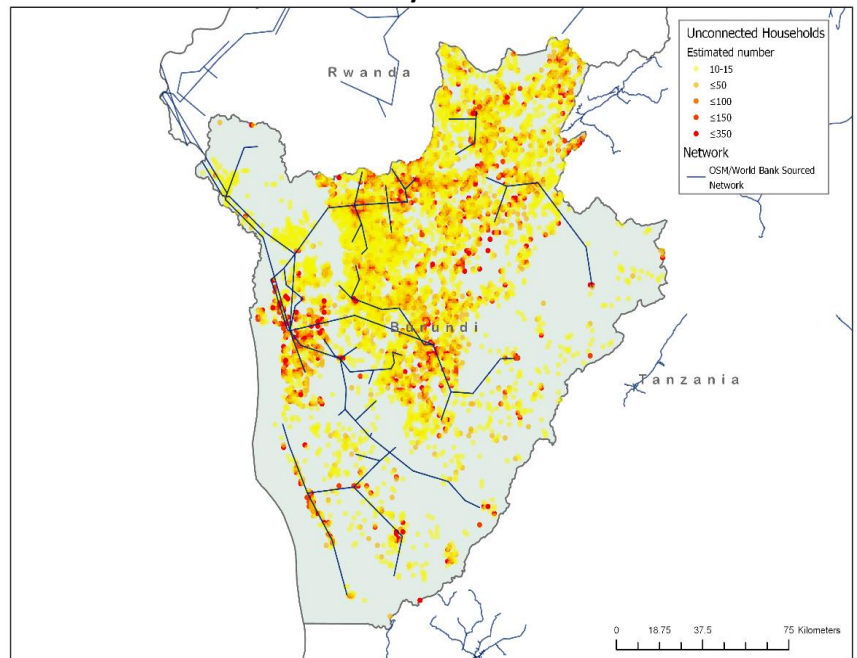 Unconnected Households
Estimated number
10-15
≤50
≤100
≤150
≤350
Network
OSM/World Bank Sourced
Network
Rwanda
Burundi
Tanzania
0 18.75 37.5 75 Kilometers